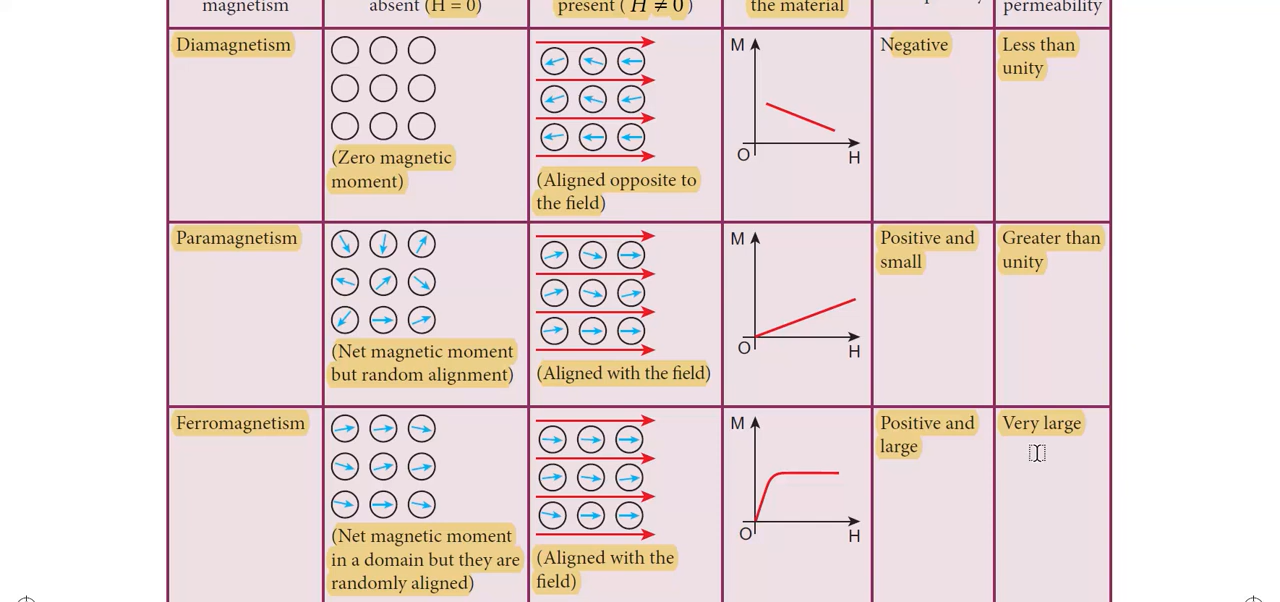 magnetism
absent (H = 0)
present ( H ≠ 0 )
the material
permeability
Diamagnetism
(Zero magnetic
moment)
(Aligned opposite to
the field)
M
O
H
Negative
Less than
unity
Paramagnetism
(Net magnetic moment
but random alignment)
(Aligned with the field)
M
O
H
Positive and
small
Greater than
unity
Ferromagnetism
(Net magnetic moment
in a domain but they are
randomly aligned)
(Aligned with the
field)
M
O
H
Positive and
large
Very large